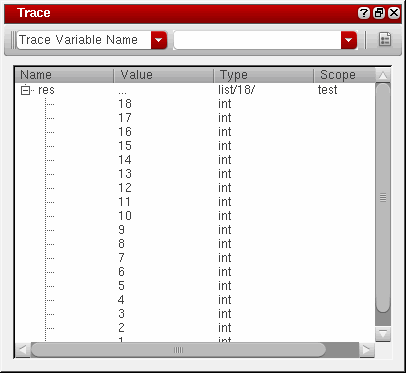 Trace
Trace Variable Name
Name Value Type Scope
res ... list/18/ test
18 int
17 int
16 int
15 int
14 int
13 int
12 int
11 int
10 int
9 int
8 int
7 int
6 int
5 int
4 int
3 int
2 int
1 int